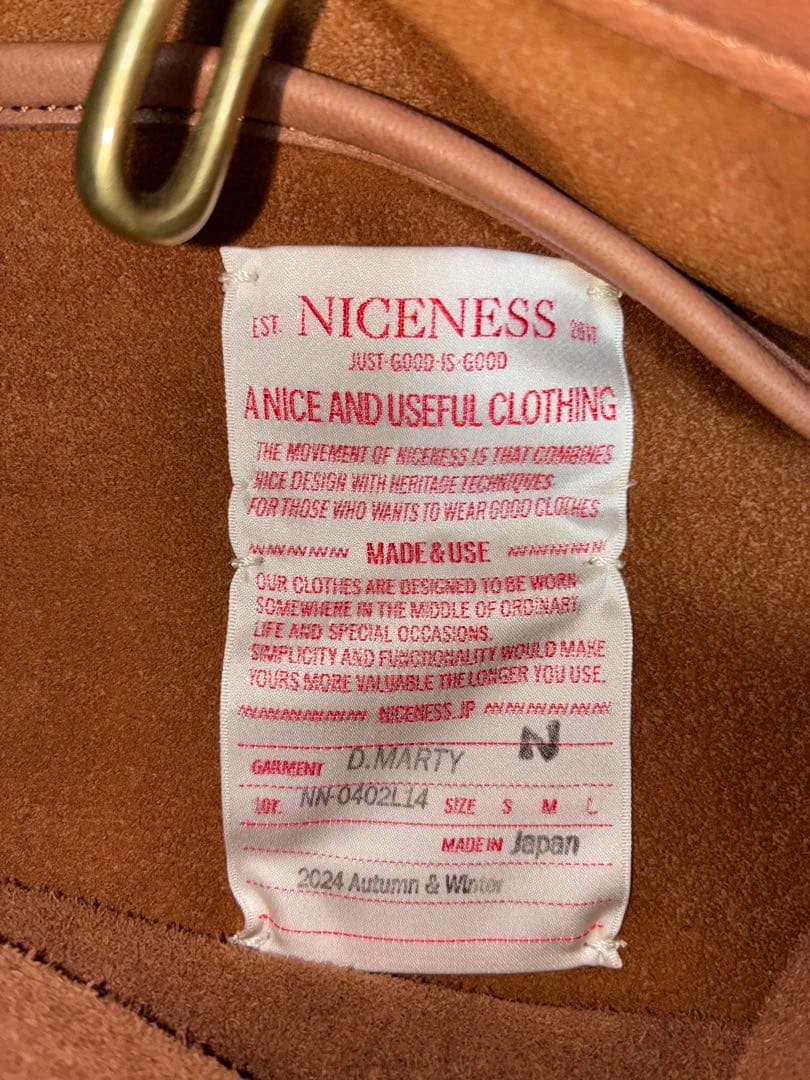 EST. NICENESS
JUST·GOOD·IS·GOOD
A NICE AND USEFUL CLOTHING
THE MOVEMENT OF NICENESS IS THAT COMBINES
NICE DESIGN WITH HERITAGE TECHNIQUES
FOR THOSE WHO WANTS TO WEAR GOOD CLOTHES
MADE&USE
OUR CLOTHES ARE DESIGNED TO BE WORN
SOMEWHERE IN THE MIDDLE OF ORDINARY
LIFE AND SPECIAL OCCASIONS.
SIMPLICITY AND FUNCTIONALITY WOULD MAKE
YOURS MORE VALUABLE THE LONGER YOU USE.
NICENESS.JP
GARMENT D.MARTY N
LOT. NN-0402L14 SIZE S M L
MADE IN Japan
2024 Autumn & Winter